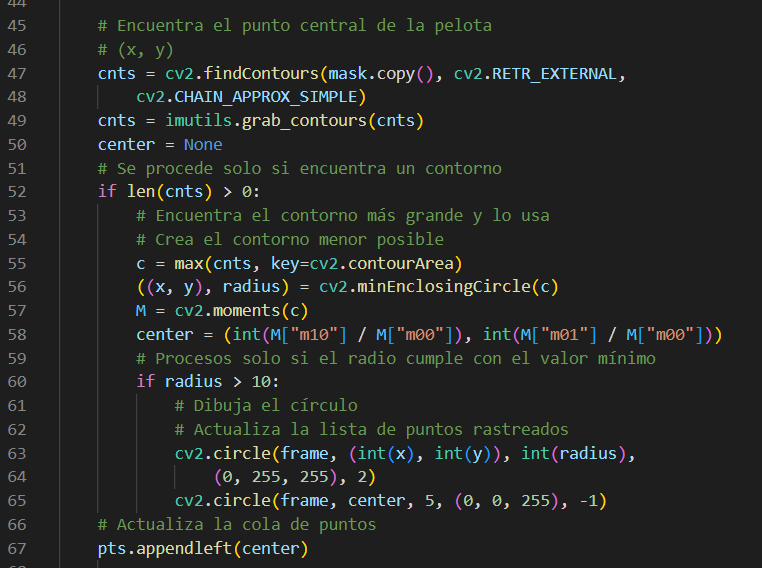 44
45 # Encuentra el punto central de la pelota
46 # (x, y)
47 cnts = cv2.findContours(mask.copy(), cv2.RETR_EXTERNAL,
48 cv2.CHAIN_APPROX_SIMPLE)
49 cnts = imutils.grab_contours(cnts)
50 center = None
51 # Se procede solo si encuentra un contorno
52 if len(cnts) > 0:
53 # Encuentra el contorno más grande y lo usa
54 # Crea el contorno menor posible
55 c = max(cnts, key=cv2.contourArea)
56 ((x, y), radius) = cv2.minEnclosingCircle(c)
57 M = cv2.moments(c)
58 center = (int(M["m10"] / M["m00"]), int(M["m01"] / M["m00"]))
59 # Procesos solo si el radio cumple con el valor mínimo
60 if radius > 10:
61 # Dibuja el círculo
62 # Actualiza la lista de puntos rastreados
63 cv2.circle(frame, (int(x), int(y)), int(radius),
64 (0, 255, 255), 2)
65 cv2.circle(frame, center, 5, (0, 0, 255), -1)
66 # Actualiza la cola de puntos
67 pts.appendleft(center)